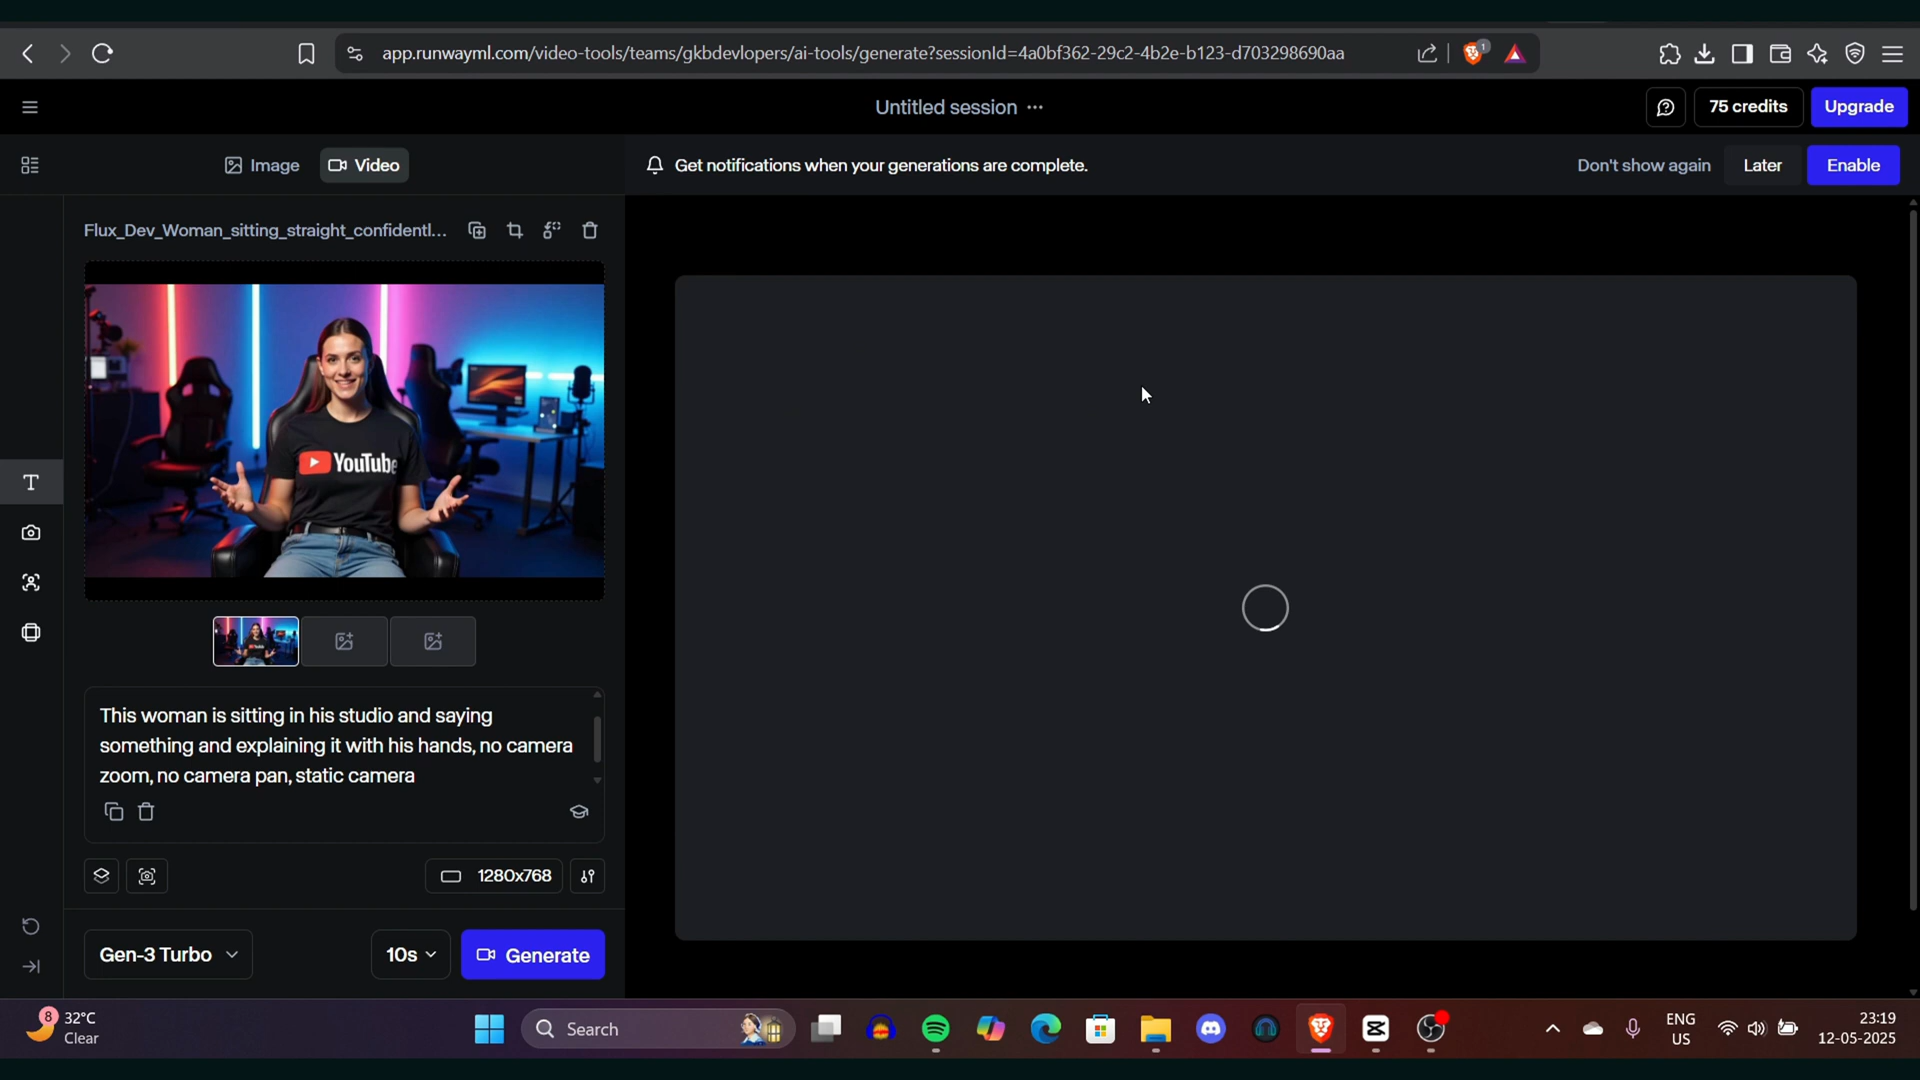 app.runwayml.com/video-tools/teams/gkbdevlopers/ai-tools/generate?sessionId=4a0bf362-29c2-4b2e-b123-d703298690aa
1
Untitled session ···
75 credits
Upgrade
Image
Video
Get notifications when your generations are complete.
Don't show again
Later
Enable
Flux_Dev_Woman_sitting_straight_confidentl...
YouTube
This woman is sitting in his studio and saying
something and explaining it with his hands, no camera
zoom, no camera pan, static camera
1280x768
Gen-3 Turbo
10s
Generate
8
32°C
Clear
Search
ENG
US
23:19
12-05-2025